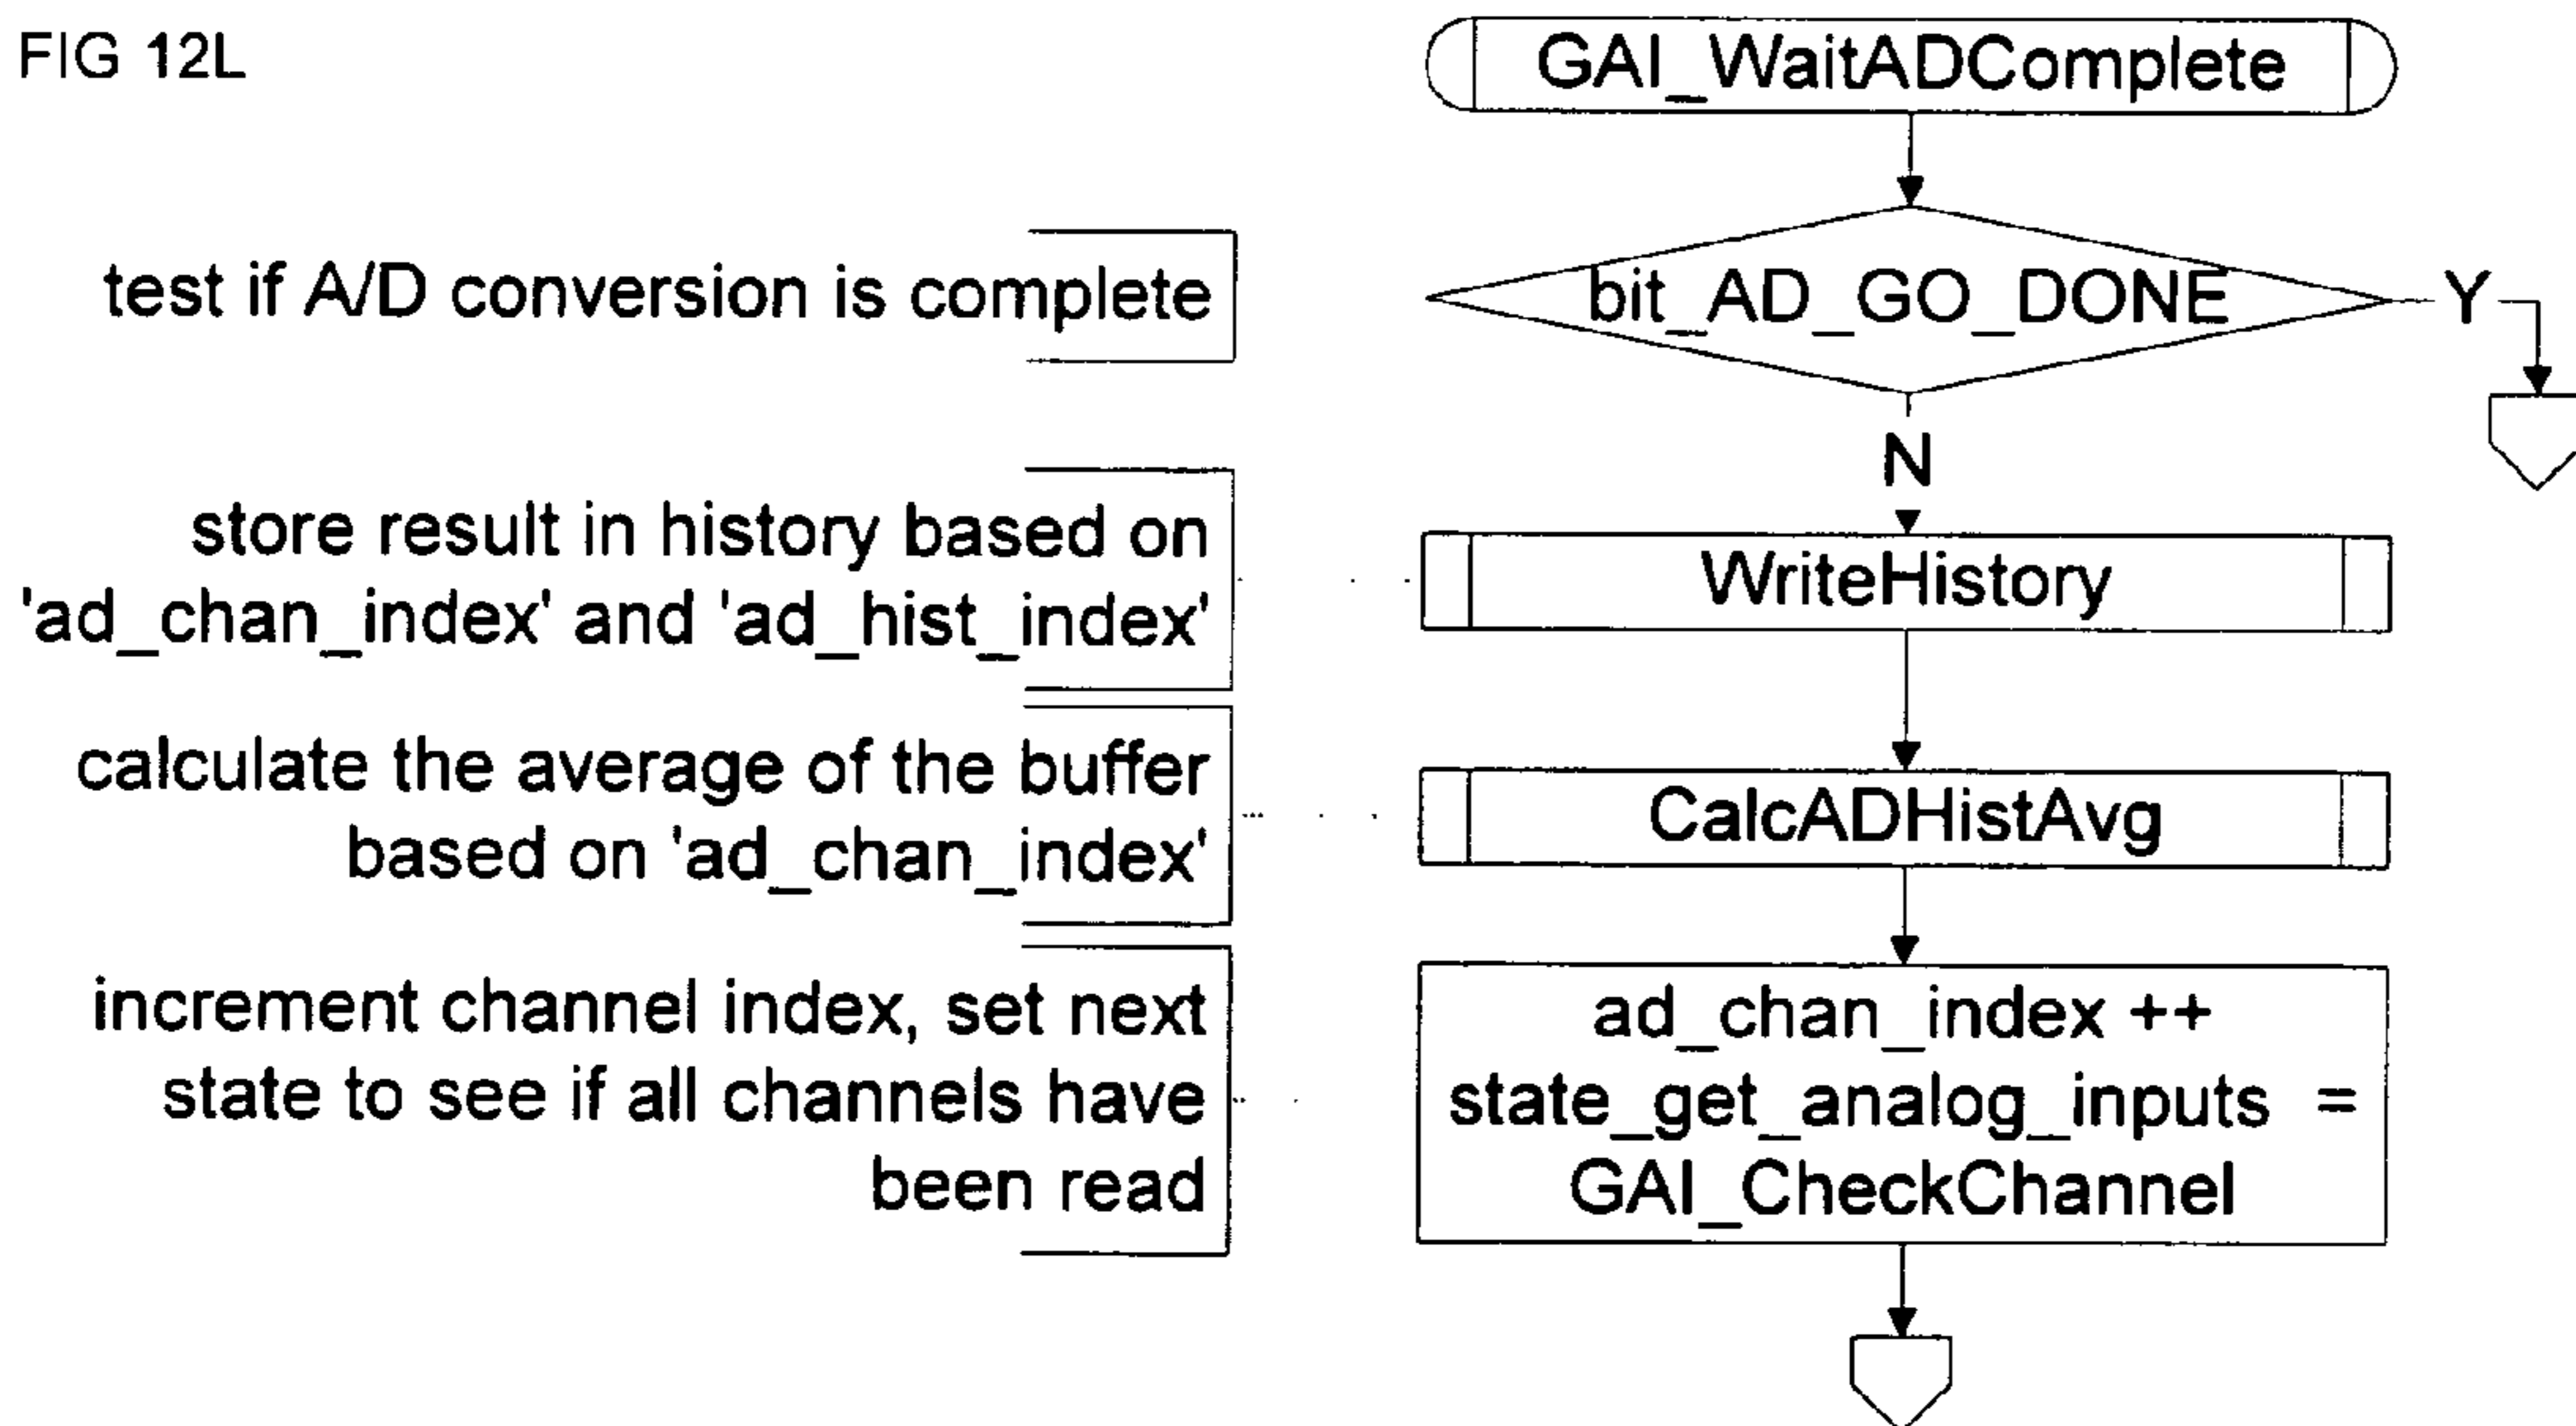 FIG 12L
GAI_WaitADComplete
test if A/D conversion is complete
bit_AD_GO_DONE
Y
N
store result in history based on
'ad_chan_index' and 'ad_hist_index'
WriteHistory
calculate the average of the buffer
based on 'ad_chan_index'
CalcADHistAvg
increment channel index, set next
state to see if all channels have
been read
ad_chan_index ++
state_get_analog_inputs =
GAI_CheckChannel